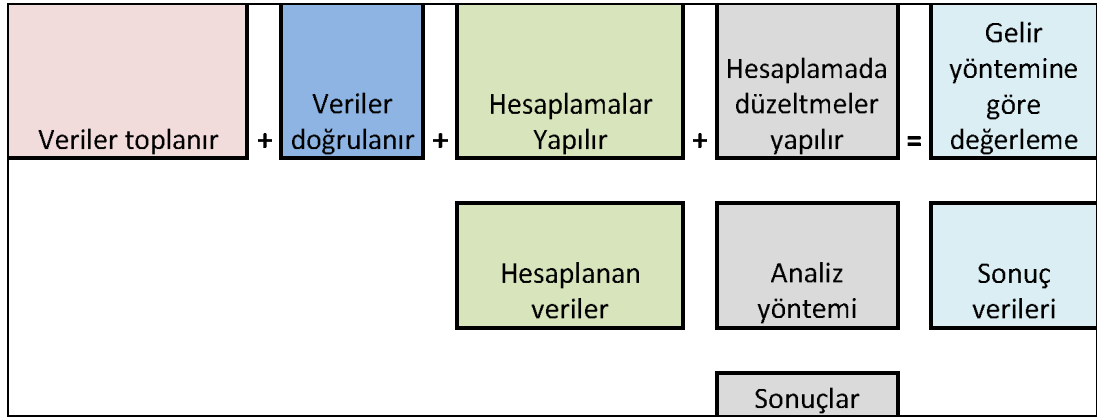 Veriler toplanır
+
Veriler
doğrulanır
+
Hesaplamalar
Yapılır
+
Hesaplamada
düzeltmeler
yapılır
=
Gelir
yöntemine
göre
değerleme
Hesaplanan
veriler
Analiz
yöntemi
Sonuç
verileri
Sonuçlar